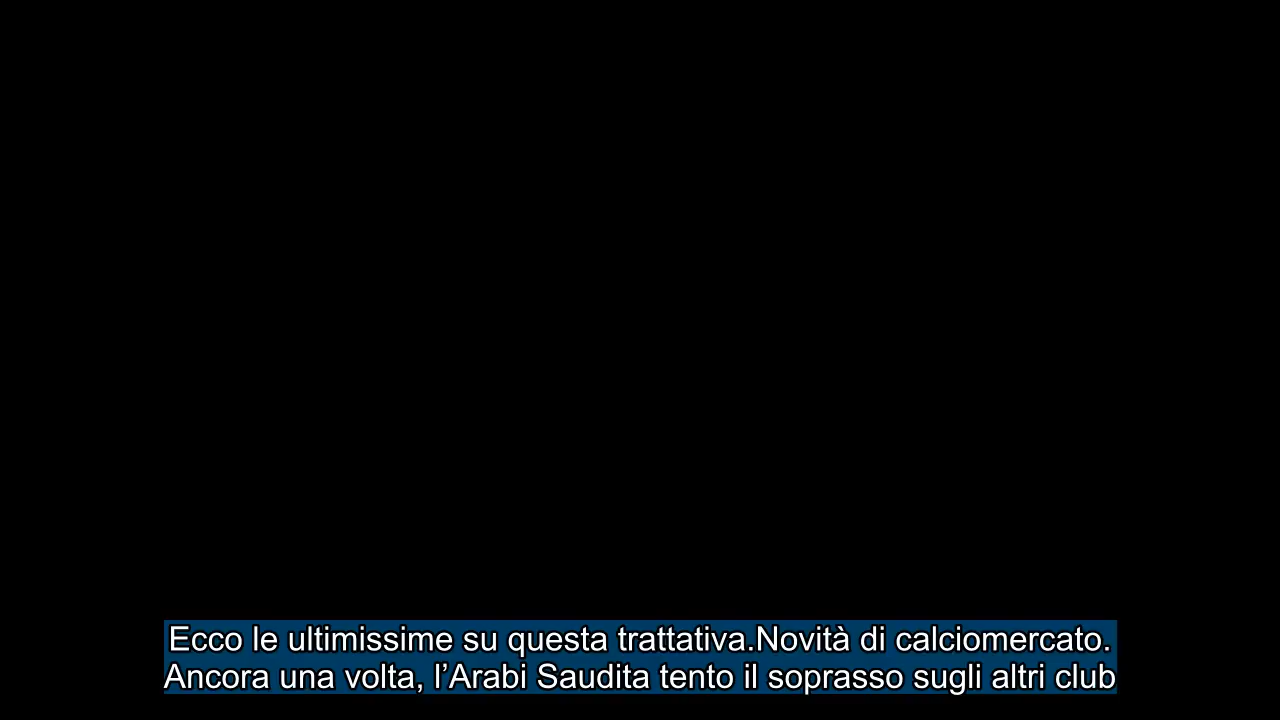 Ecco le ultimissime su questa trattativa.Novità di calciomercato.
Ancora una volta, l’Arabi Saudita tento il soprasso sugli altri club